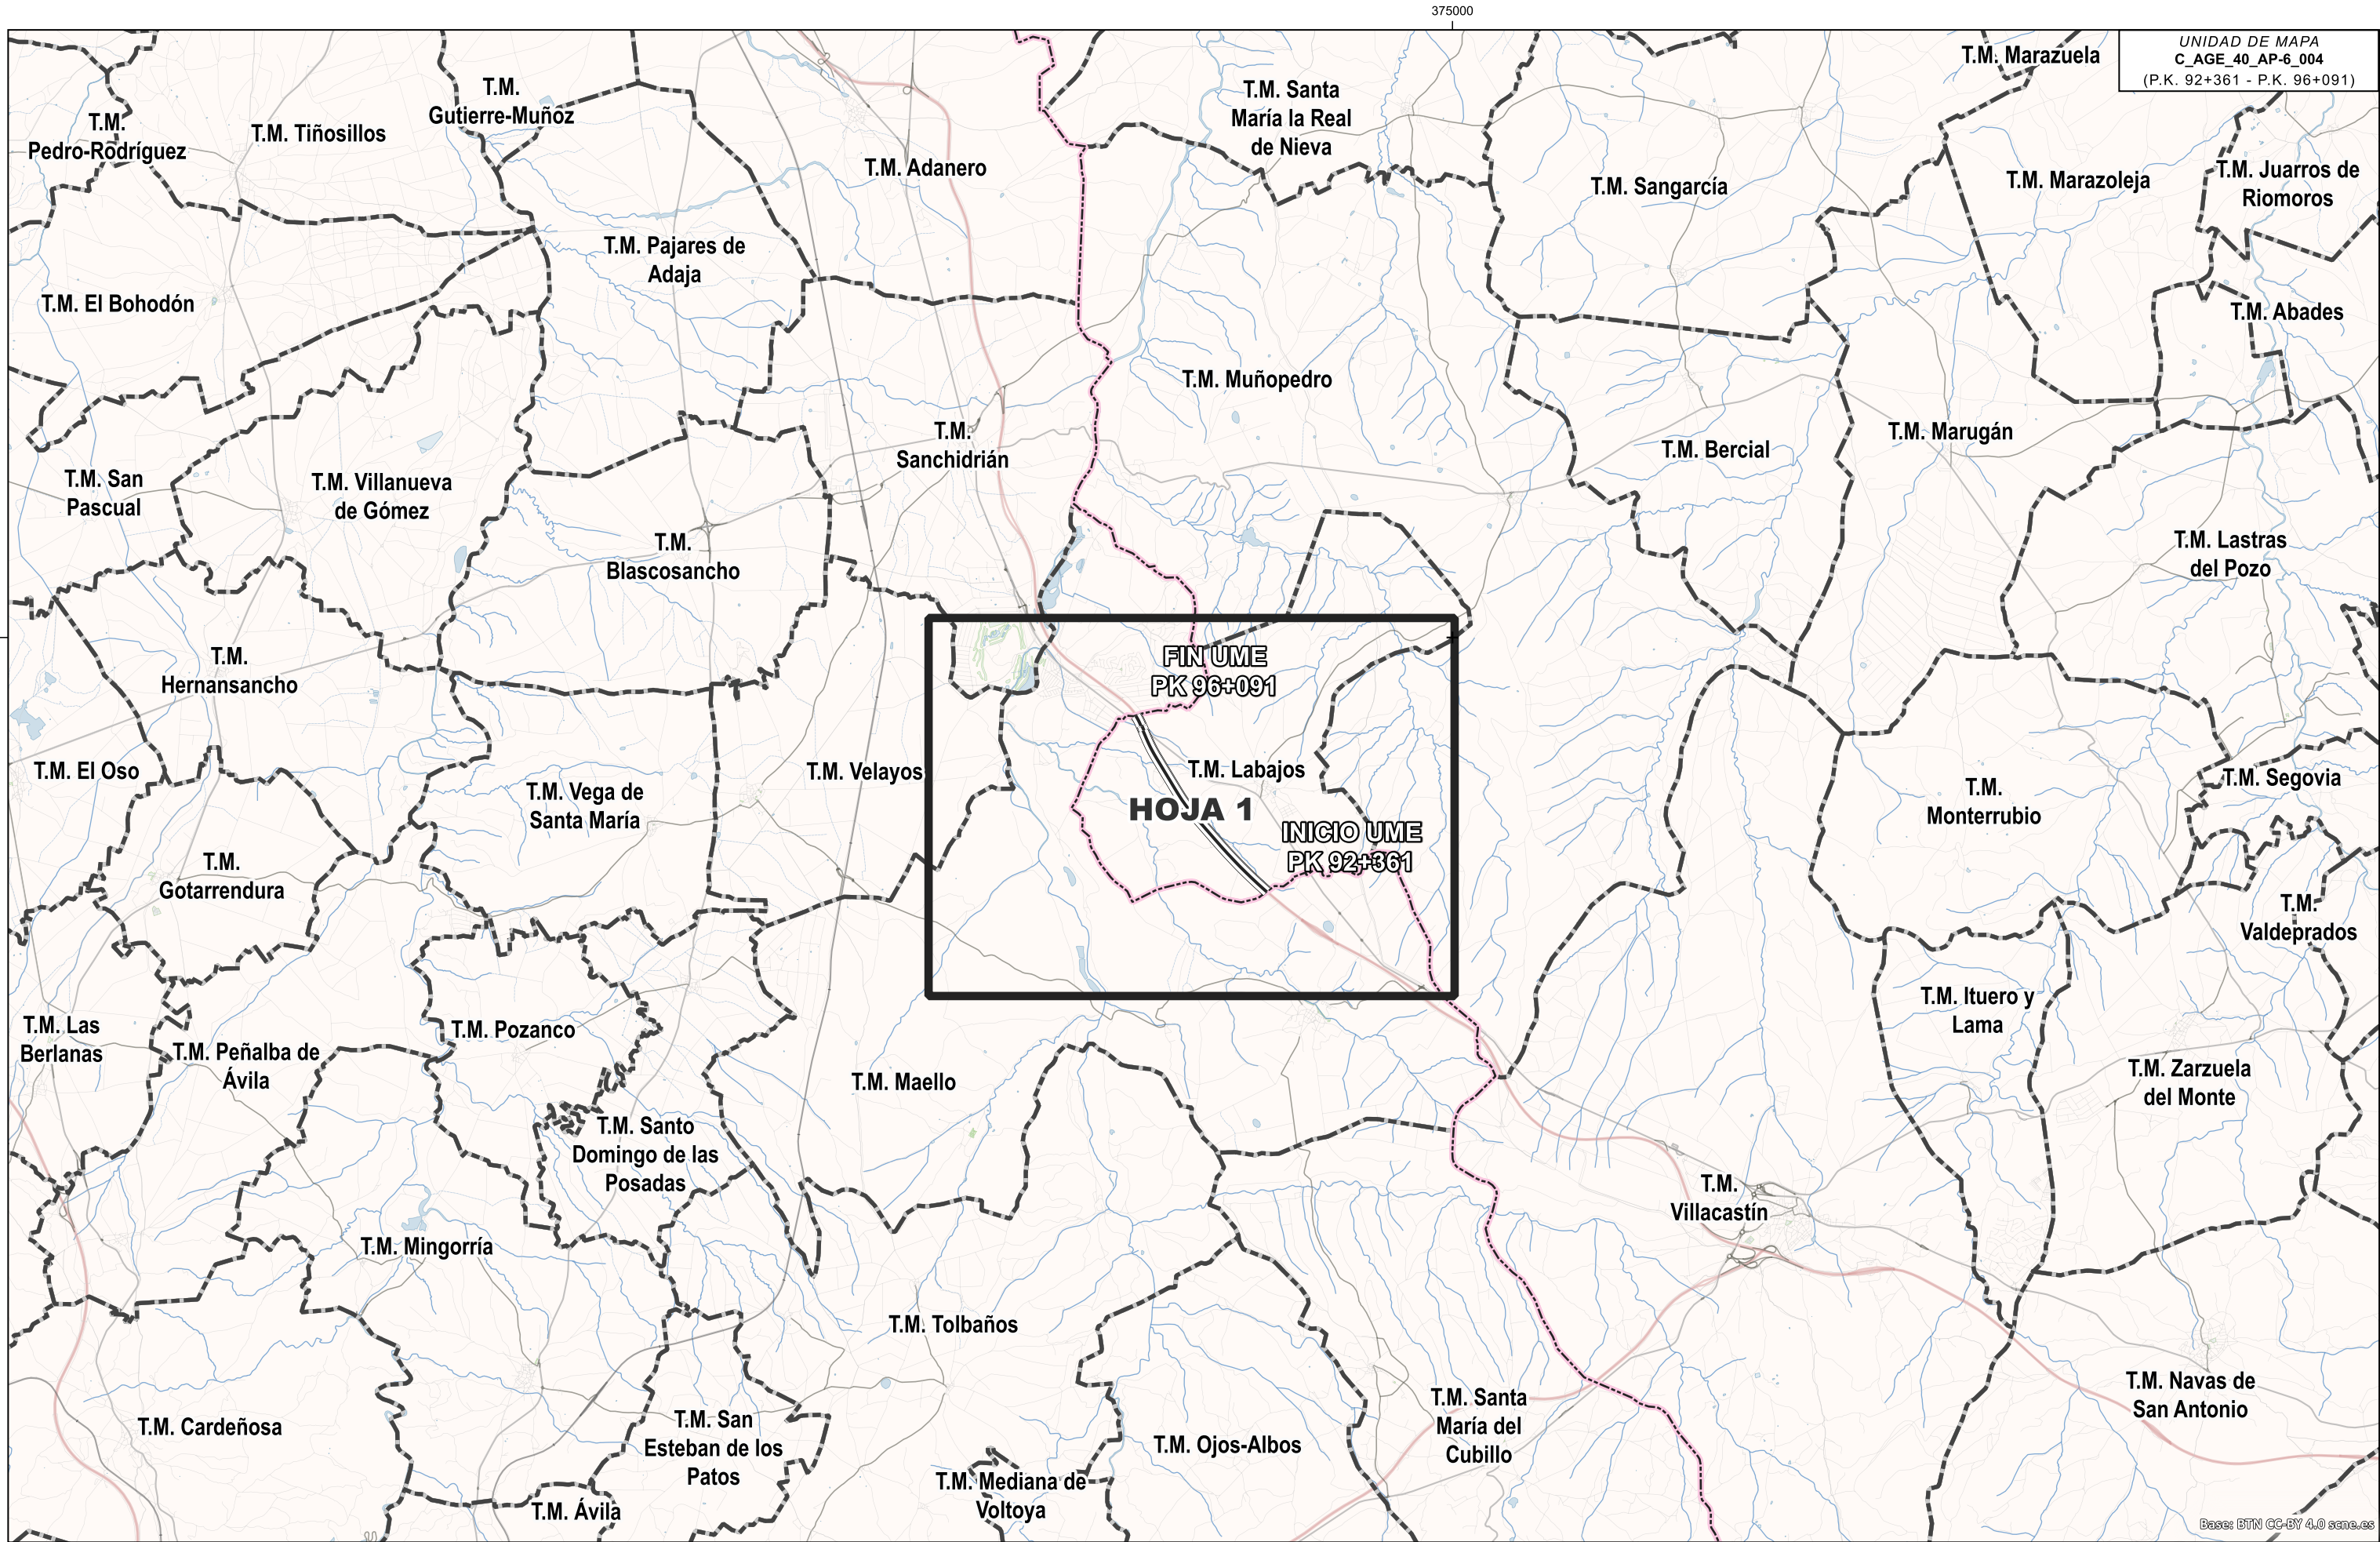 375000
UNIDAD DE MAPA
C_AGE_40_AP-6_004
(P.K. 92+361 - P.K. 96+091)
T.M. Marazuela
T.M.
Gutierre-Muñoz
T.M. Santa
María la Real
de Nieva
T.M.
Pedro-Rodríguez
T.M. Tiñosillos
T.M. Adanero
T.M. Sangarcía
T.M. Marazoleja
T.M. Juarros de
Riomoros
T.M. Pajares de
Adaja
T.M. El Bohodón
T.M. Abades
T.M. Muñopedro
T.M.
Sanchidrián
T.M. Bercial
T.M. Marugán
T.M. San
Pascual
T.M. Villanueva
de Gómez
T.M.
Blascosancho
T.M. Lastras
del Pozo
T.M.
Hernansancho
FIN UME
PK 96+091
T.M. El Oso
T.M. Vega de
Santa María
T.M. Velayos
T.M. Labajos
HOJA 1
INICIO UME
PK 92+361
T.M.
Monterrubio
T.M. Segovia
T.M.
Gotarrendura
T.M.
Valdeprados
T.M. Las
Berlanas
T.M. Peñalba de
Ávila
T.M. Pozanco
T.M. Ituero y
Lama
T.M. Maello
T.M. Zarzuela
del Monte
T.M. Santo
Domingo de las
Posadas
T.M.
Villacastín
T.M. Mingorría
T.M. Tolbaños
T.M. Cardeñosa
T.M. San
Esteban de los
Patos
T.M. Santa
María del
Cubillo
T.M. Navas de
San Antonio
T.M. Ojos-Albos
T.M. Mediana de
Voltoya
T.M. Ávila
Base: BTN CC-BY 4.0 scne.es